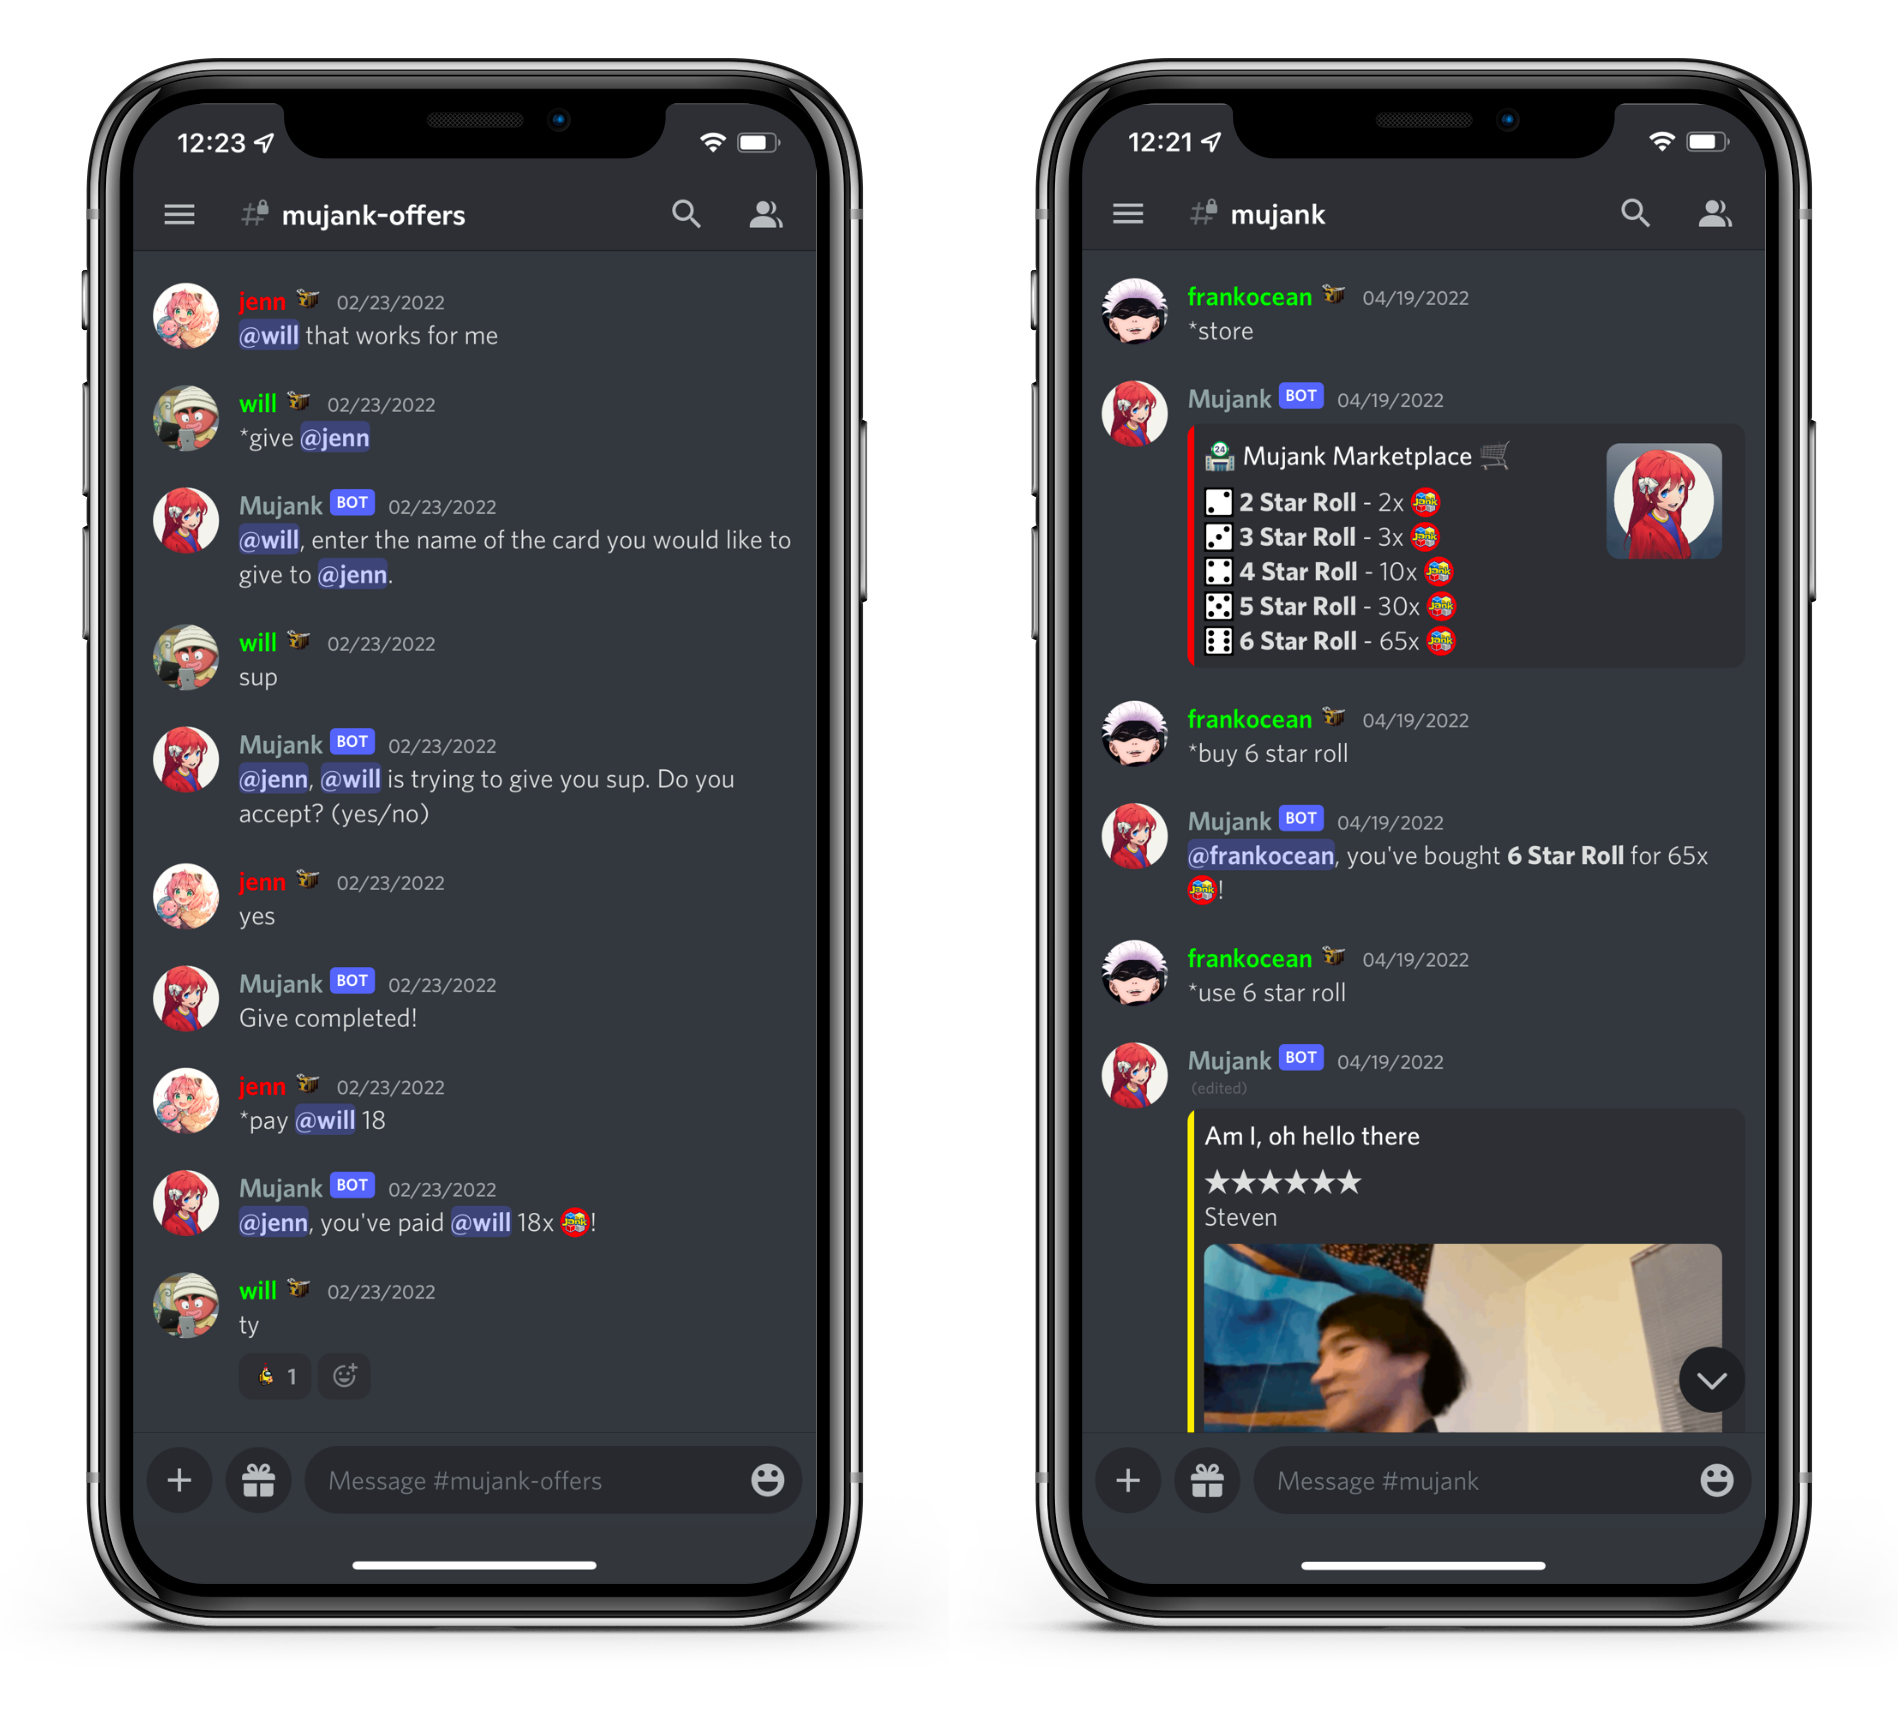 12:23
mujank-offers
jenn 02/23/2022
@will that works for me
will 02/23/2022
*give @jenn
Mujank BOT 02/23/2022
@will, enter the name of the card you would like to
give to @jenn.
will 02/23/2022
sup
Mujank BOT 02/23/2022
@jenn, @will is trying to give you sup. Do you
accept? (yes/no)
jenn 02/23/2022
yes
Mujank BOT 02/23/2022
Give completed!
jenn 02/23/2022
*pay @will 18
Mujank BOT 02/23/2022
@jenn, you've paid @will 18x Jank!
will 02/23/2022
ty
1
Message #mujank-offers
12:21
mujank
frankocean 04/19/2022
*store
Mujank BOT 04/19/2022
24 Mujank Marketplace
2 Star Roll - 2x Jank
3 Star Roll - 3x Jank
4 Star Roll - 10x Jank
5 Star Roll - 30x Jank
6 Star Roll - 65x Jank
frankocean 04/19/2022
*buy 6 star roll
Mujank BOT 04/19/2022
@frankocean, you've bought 6 Star Roll for 65x
Jank!
frankocean 04/19/2022
*use 6 star roll
Mujank BOT 04/19/2022
(edited)
Am I, oh hello there
★★★★★★
Steven
Message #mujank